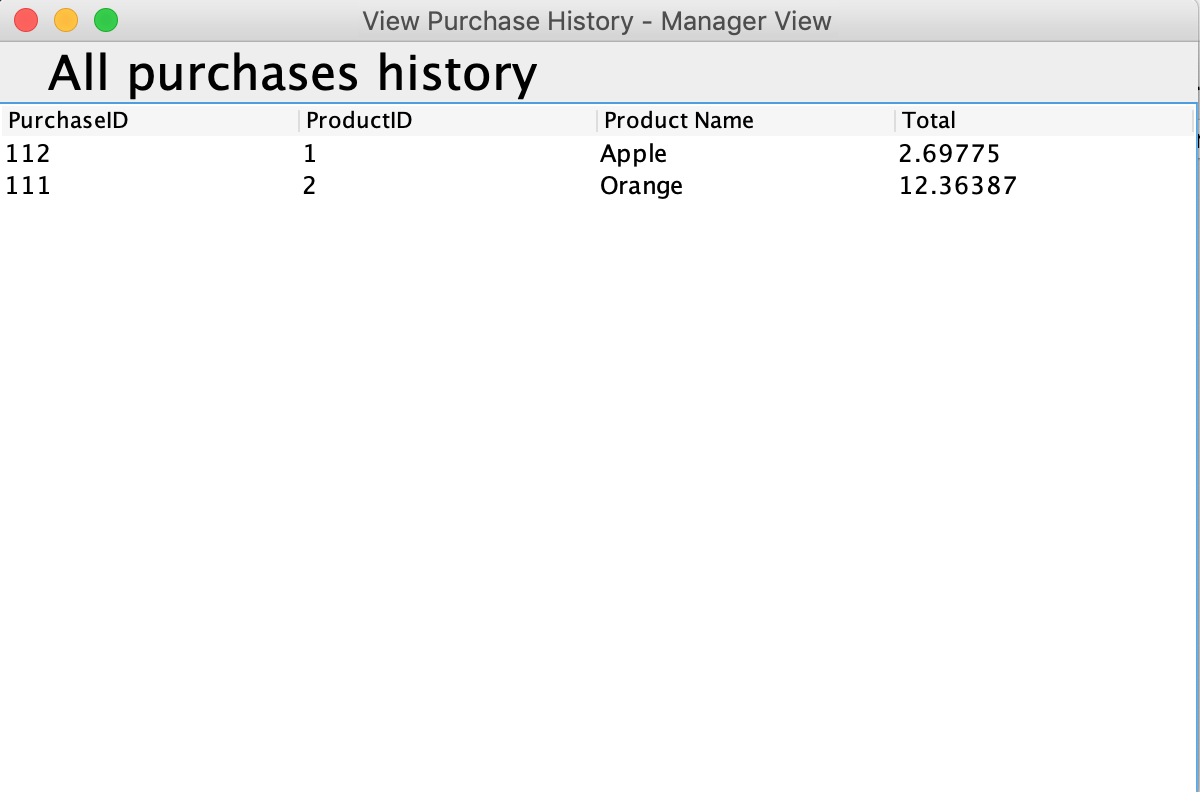 View Purchase History - Manager View
All purchases history
PurchaseID ProductID Product Name Total
112 1 Apple 2.69775
111 2 Orange 12.36387